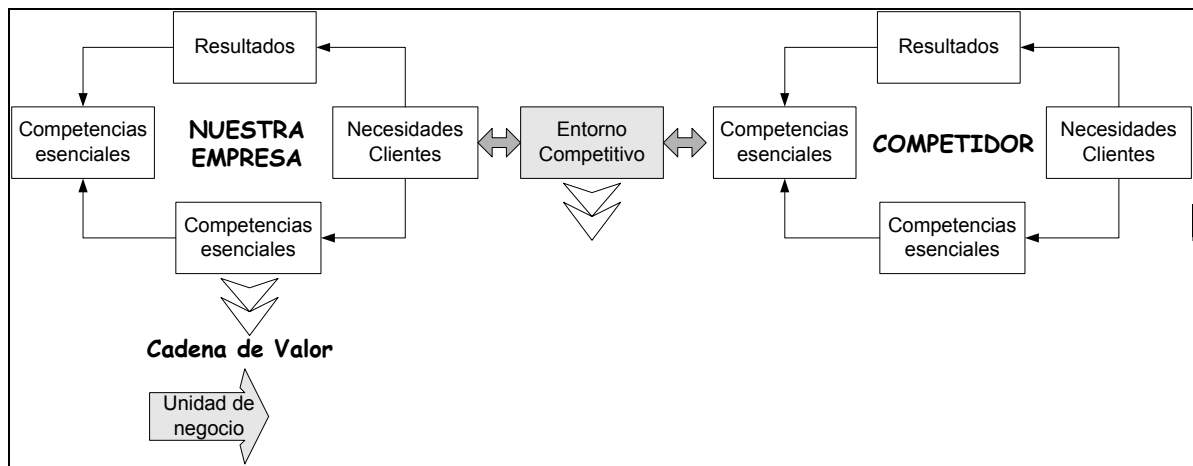 Resultados
Competencias
esenciales
NUESTRA
EMPRESA
Necesidades
Clientes
Competencias
esenciales
Entorno
Competitivo
Resultados
Competencias
esenciales
COMPETIDOR
Necesidades
Clientes
Competencias
esenciales
Cadena de Valor
Unidad de
negocio